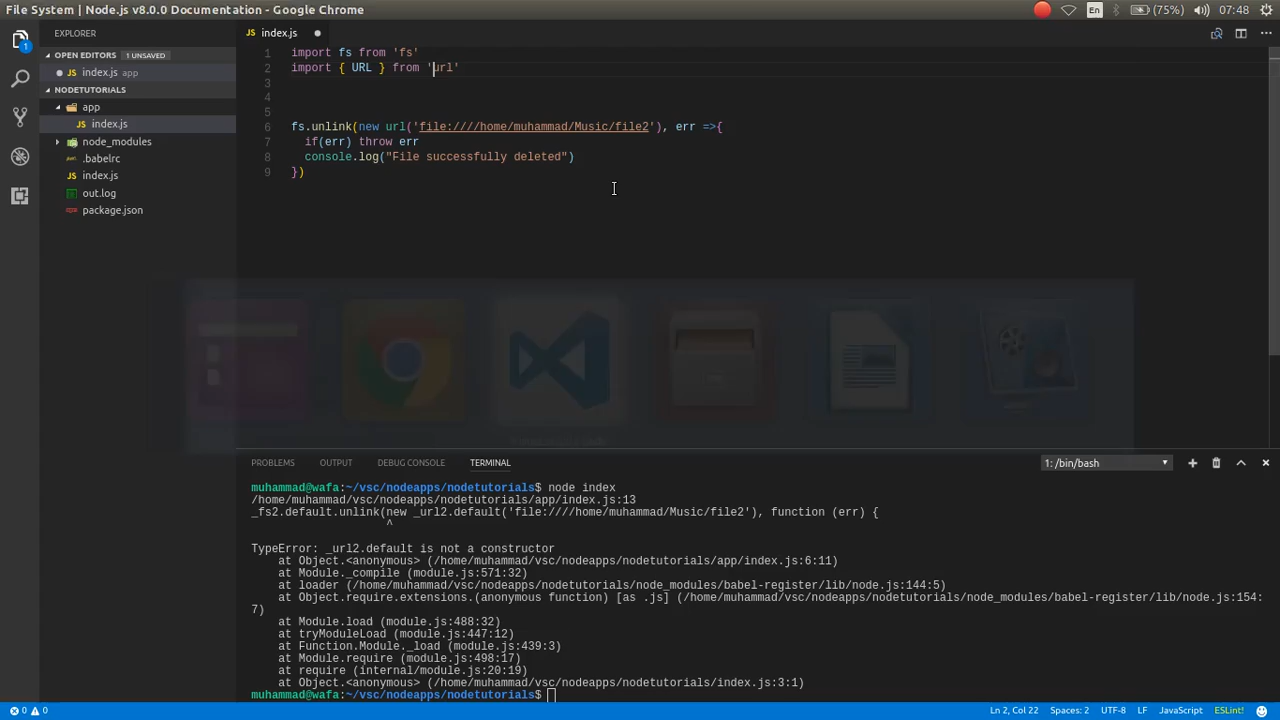 File System | Node.js v8.0.0 Documentation - Google Chrome
En
(75%)
07:48
EXPLORER
OPEN EDITORS 1 UNSAVED
JS index.js app
NODETUTORIALS
app
JS index.js
node_modules
.babelrc
JS index.js
out.log
package.json
1
JS index.js
1 import fs from 'fs'
2 import { URL } from 'url'
3
4
5
6 fs.unlink(new url('file:////home/muhammad/Music/file2'), err =>{
7 if(err) throw err
8 console.log("File successfully deleted")
9 })
PROBLEMS OUTPUT DEBUG CONSOLE TERMINAL
1: /bin/bash
muhammad@wafa:~/vsc/nodeapps/nodetutorials$ node index
/home/muhammad/vsc/nodeapps/nodetutorials/app/index.js:13
_fs2.default.unlink(new _url2.default('file:////home/muhammad/Music/file2'), function (err) {
^
TypeError: _url2.default is not a constructor
at Object.<anonymous> (/home/muhammad/vsc/nodeapps/nodetutorials/app/index.js:6:11)
at Module._compile (module.js:571:32)
at loader (/home/muhammad/vsc/nodeapps/nodetutorials/node_modules/babel-register/lib/node.js:144:5)
at Object.require.extensions.(anonymous function) [as .js] (/home/muhammad/vsc/nodeapps/nodetutorials/node_modules/babel-register/lib/node.js:154:
7)
at Module.load (module.js:488:32)
at tryModuleLoad (module.js:447:12)
at Function.Module._load (module.js:439:3)
at Module.require (module.js:498:17)
at require (internal/module.js:20:19)
at Object.<anonymous> (/home/muhammad/vsc/nodeapps/nodetutorials/index.js:3:1)
muhammad@wafa:~/vsc/nodeapps/nodetutorials$
0 0
Ln 2, Col 22 Spaces: 2 UTF-8 LF JavaScript ESLint!